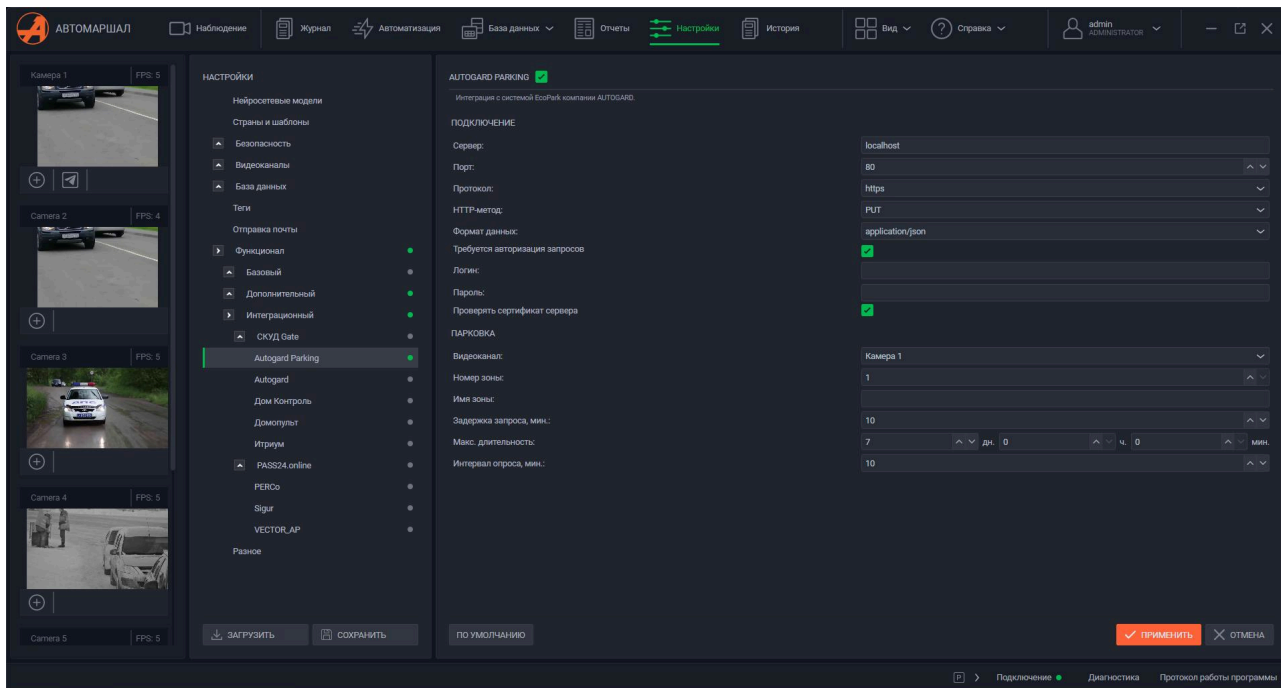 АВТОМАРШАЛ Наблюдение Журнал Автоматизация База данных Отчеты Настройки История Вид Справка admin
ADMINISTRATOR
Камера 1 FPS: 5
Camera 2 FPS: 4
Camera 3 FPS: 5
ДПС
Camera 4 FPS: 5
Camera 5 FPS: 5
НАСТРОЙКИ
Нейросетевые модели
Страны и шаблоны
Безопасность
Видеоканалы
База данных
Теги
Отправка почты
Функционал
Базовый
Дополнительный
Интеграционный
СКУД Gate
Autogard Parking
Autogard
Дом Контроль
Домопульт
Итриум
PASS24.online
PERCo
Sigur
VECTOR_AP
Разное
ЗАГРУЗИТЬ СОХРАНИТЬ
AUTOGARD PARKING
Интеграция с системой EcoPark компании AUTOGARD.
ПОДКЛЮЧЕНИЕ
Сервер: localhost
Порт: 80
Протокол: https
HTTP-метод: PUT
Формат данных: application/json
Требуется авторизация запросов
Логин:
Пароль:
Проверять сертификат сервера
ПАРКОВКА
Видеоканал: Камера 1
Номер зоны: 1
Имя зоны:
Задержка запроса, мин.: 10
Макс. длительность: 7 дн. 0 ч. 0 мин.
Интервал опроса, мин.: 10
ПО УМОЛЧАНИЮ ПРИМЕНИТЬ ОТМЕНА
P Подключение Диагностика Протокол работы программы